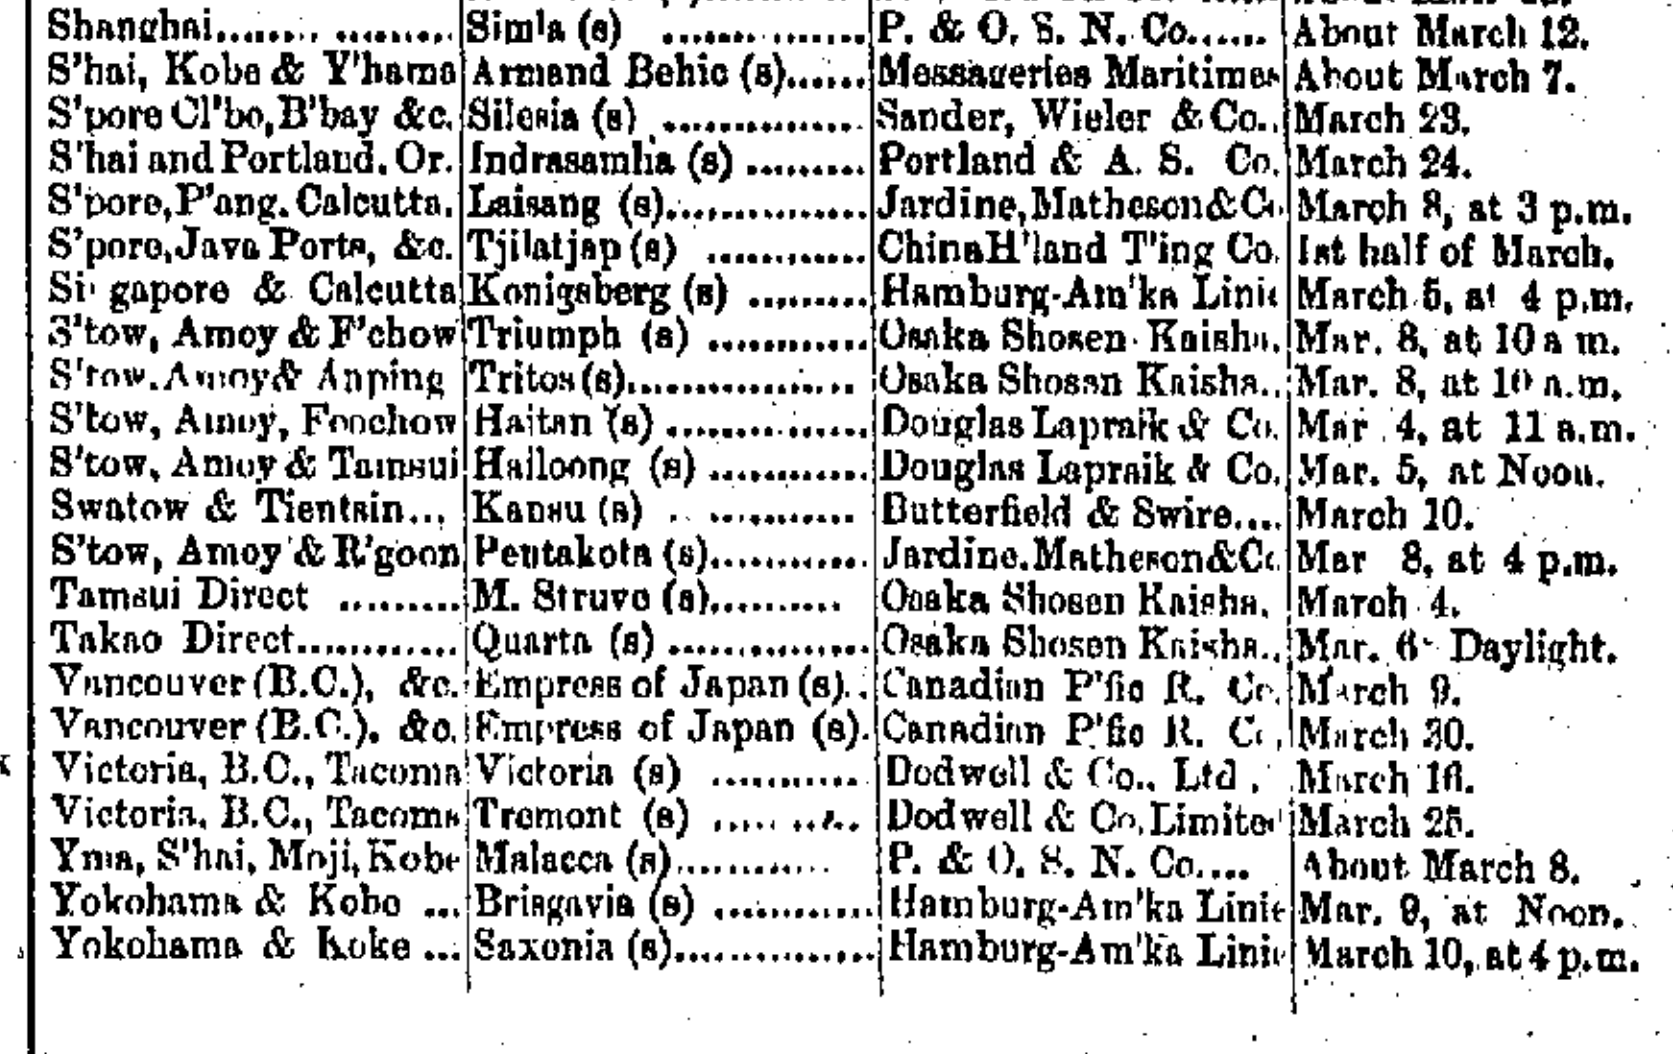 Shanghai......... ......... Simla (s) ................ P. & O. S. N. Co...... About March 12.
S'hai, Kobe & Y'hama Armand Behic (s)...... Messageries Maritimes About March 7.
S'pore Cl'bo, B'bay &c. Silesia (s) ............... Sander, Wieler & Co.. March 23.
S'hai and Portland. Or. Indrasamha (s) ......... Portland & A. S. Co. March 24.
S'pore, P'ang. Calcutta. Laisang (s)............... Jardine, Matheson & Co March 8, at 3 p.m.
S'pore, Java Ports, &c. Tjilatjap (s) ............ China H'land T'ing Co. 1st half of March.
Singapore & Calcutta Konigsberg (s) ......... Hamburg-Am'ka Linie March 5, at 4 p.m.
S'tow, Amoy & F'chow Triumph (s) ............ Osaka Shosen Kaisha. Mar. 8, at 10 a m.
S'tow. Amoy & Anping Tritos (s).................. Osaka Shosen Kaisha.. Mar. 8, at 10 a.m.
S'tow, Amoy, Foochow Haitan (s) ............... Douglas Lapraik & Co. Mar 4, at 11 a.m.
S'tow, Amoy & Tamsui Hailoong (s) ............ Douglas Lapraik & Co. Mar. 5, at Noon.
Swatow & Tientsin... Kansu (s) . ........... Butterfield & Swire.... March 10.
S'tow, Amoy & R'goon Pentakota (s)............ Jardine. Matheson & Co Mar 8, at 4 p.m.
Tamsui Direct ......... M. Struve (s).......... Osaka Shosen Kaisha. March 4.
Takao Direct............ Quarta (s) ............... Osaka Shosen Kaisha.. Mar. 6 Daylight.
Vancouver (B.C.), &c. Empress of Japan (s).. Canadian P'fic R. Co. March 9.
Vancouver (B.C.), &c. Empress of Japan (s). Canadian P'fic R. Co. March 30.
Victoria, B.C., Tacoma Victoria (s) ........... Dodwell & Co., Ltd . March 16.
Victoria, B.C., Tacoma Tremont (s) ......... Dodwell & Co. Limited March 25.
Yma, S'hai, Moji, Kobe Malacca (s)............ P. & O. S. N. Co.... About March 8.
Yokohama & Kobe ... Brisgavia (s) ............ Hamburg-Am'ka Linie Mar. 9, at Noon.
Yokohama & Koke ... Saxonia (s)............... Hamburg-Am'ka Linie March 10, at 4 p.m.